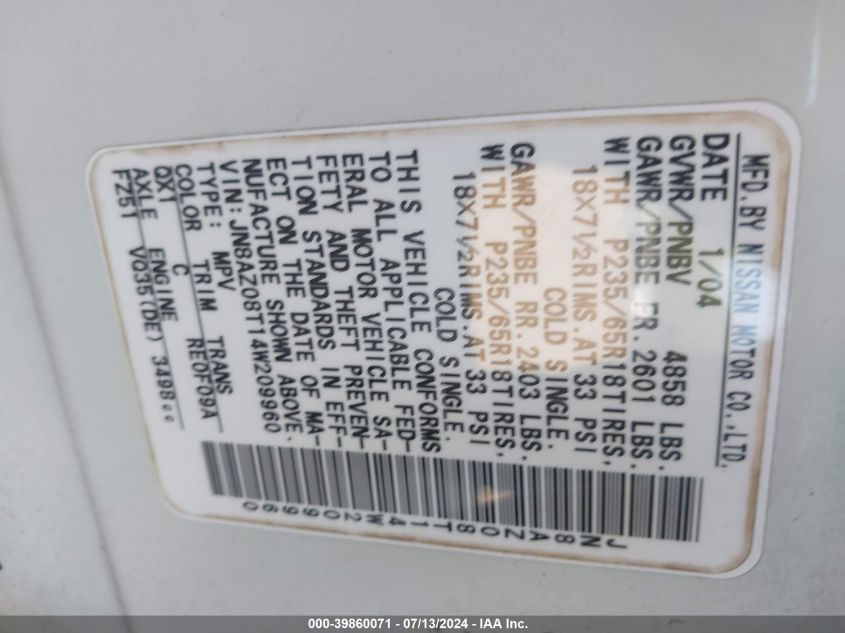 MFD.BY NISSAN MOTOR CO.,LTD.
DATE 1/04
GVWR/PNBV 4858 LBS.
GAWR/PNBE FR.2601 LBS.
WITH P235/65R18TIRES,
18X7½RIMS.AT 33 PSI
COLD SINGLE.
GAWR/PNBE RR.2403 LBS.
WITH P235/65R18TIRES,
18X7½RIMS.AT 33 PSI
COLD SINGLE.
THIS VEHICLE CONFORMS
TO ALL APPLICABLE FED-
ERAL MOTOR VEHICLE SA-
FETY AND THEFT PREVEN-
TION STANDARDS IN EFF-
ECT ON THE DATE OF MA-
NUFACTURE SHOWN ABOVE.
VIN: JN8AZ08T14W209960
TYPE: MPV
COLOR TRIM TRANS
QX1 C RE0F09A
AXLE ENGINE
FZ51 VQ35(DE) 3498cc
JN8AZ08T14W209960
000-39860071 - 07/13/2024 - IAA Inc.